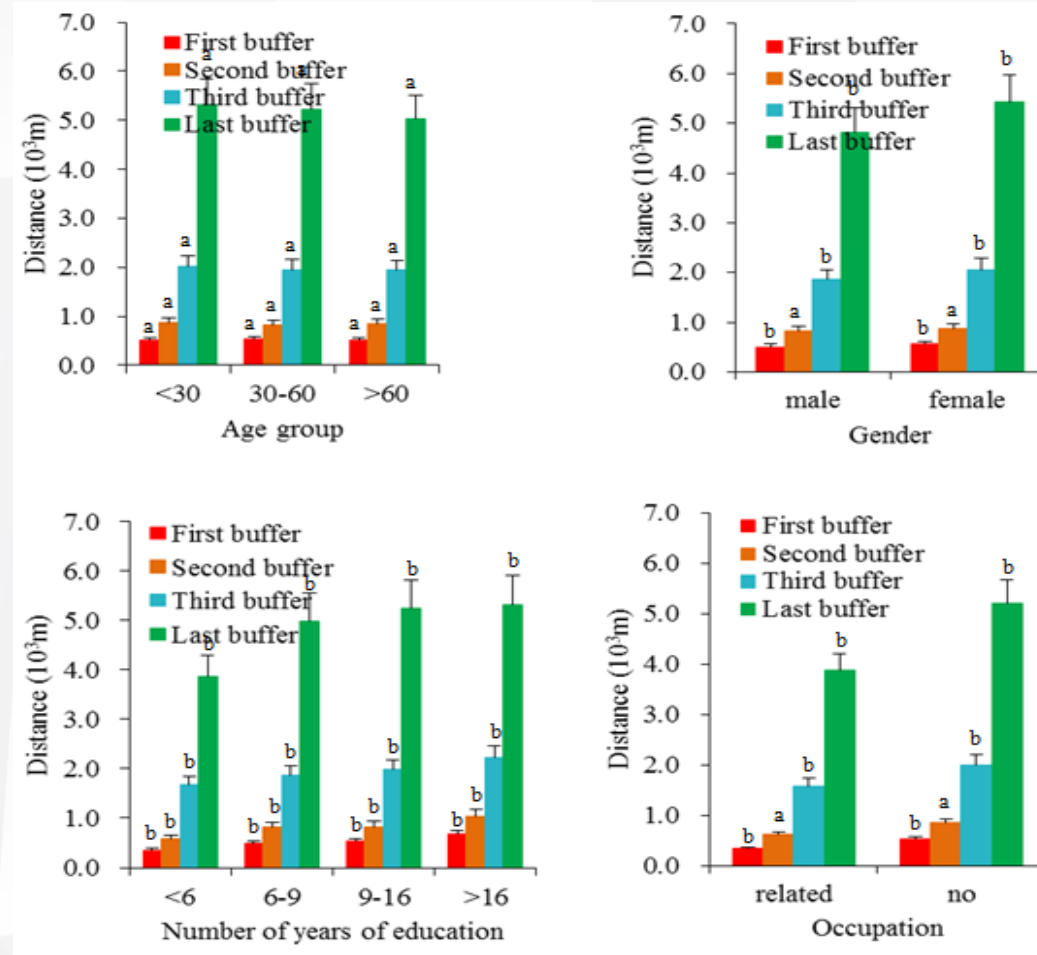 7.0
6.0
5.0
4.0
3.0
2.0
1.0
0.0
Distance (10³m)
First buffer
Second buffer
Third buffer
Last buffer
a a a a
a a a a
a a a a
<30 30-60 >60
Age group
7.0
6.0
5.0
4.0
3.0
2.0
1.0
0.0
Distance (10³m)
First buffer
Second buffer
Third buffer
Last buffer
b a b b
b a b b
male female
Gender
7.0
6.0
5.0
4.0
3.0
2.0
1.0
0.0
Distance (10³m)
First buffer
Second buffer
Third buffer
Last buffer
b b b b
b b b b
b b b b
b b b b
<6 6-9 9-16 >16
Number of years of education
7.0
6.0
5.0
4.0
3.0
2.0
1.0
0.0
Distance (10³m)
First buffer
Second buffer
Third buffer
Last buffer
b a b b
b a b b
related no
Occupation